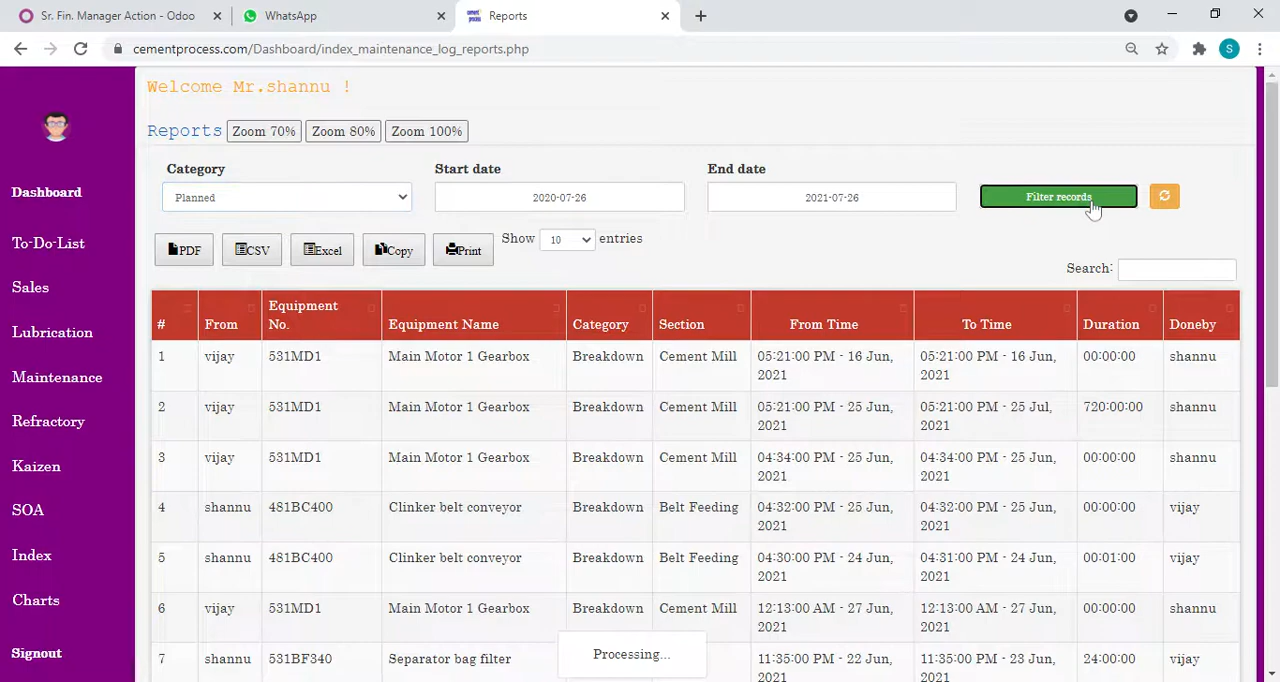 Sr. Fin. Manager Action - Odoo WhatsApp Reports
cementprocess.com/Dashboard/index_maintenance_log_reports.php S
Welcome Mr.shannu !
Reports Zoom 70% Zoom 80% Zoom 100%
Category Start date End date
Planned 2020-07-26 2021-07-26 Filter records
PDF CSV Excel Copy Print Show 10 entries
Search:
# From Equipment No. Equipment Name Category Section From Time To Time Duration Doneby
1 vijay 531MD1 Main Motor 1 Gearbox Breakdown Cement Mill 05:21:00 PM - 16 Jun, 2021 05:21:00 PM - 16 Jun, 2021 00:00:00 shannu
2 vijay 531MD1 Main Motor 1 Gearbox Breakdown Cement Mill 05:21:00 PM - 25 Jun, 2021 05:21:00 PM - 25 Jul, 2021 720:00:00 shannu
3 vijay 531MD1 Main Motor 1 Gearbox Breakdown Cement Mill 04:34:00 PM - 25 Jun, 2021 04:34:00 PM - 25 Jun, 2021 00:00:00 shannu
4 shannu 481BC400 Clinker belt conveyor Breakdown Belt Feeding 04:32:00 PM - 25 Jun, 2021 04:32:00 PM - 25 Jun, 2021 00:00:00 vijay
5 shannu 481BC400 Clinker belt conveyor Breakdown Belt Feeding 04:30:00 PM - 24 Jun, 2021 04:31:00 PM - 24 Jun, 2021 00:01:00 vijay
6 vijay 531MD1 Main Motor 1 Gearbox Breakdown Cement Mill 12:13:00 AM - 27 Jun, 2021 12:13:00 AM - 27 Jun, 2021 00:00:00 shannu
7 shannu 531BF340 Separator bag filter Breakdown Cement Mill 11:35:00 PM - 22 Jun, 2021 11:35:00 PM - 23 Jun, 2021 24:00:00 vijay
Processing...
Dashboard
To-Do-List
Sales
Lubrication
Maintenance
Refractory
Kaizen
SOA
Index
Charts
Signout